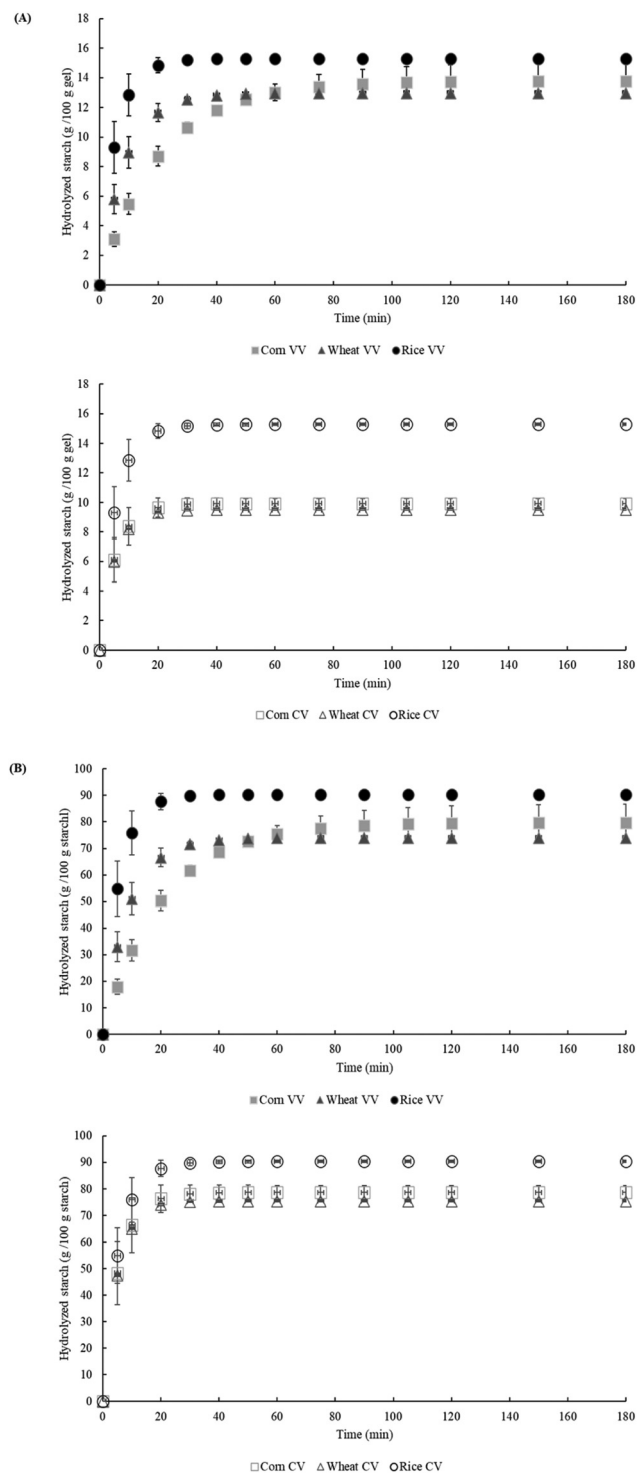 (A)
18
16
14
12
10
8
6
4
2
0
Hydrolyzed starch (g /100 g gel)
0 20 40 60 80 100 120 140 160 180
Time (min)
Corn VV Wheat VV Rice VV
18
16
14
12
10
8
6
4
2
0
Hydrolyzed starch (g /100 g gel)
0 20 40 60 80 100 120 140 160 180
Time (min)
Corn CV Wheat CV Rice CV
(B)
100
90
80
70
60
50
40
30
20
10
0
Hydrolyzed starch (g /100 g starchl)
0 20 40 60 80 100 120 140 160 180
Time (min)
Corn VV Wheat VV Rice VV
100
90
80
70
60
50
40
30
20
10
0
Hydrolyzed starch (g /100 g starch)
0 20 40 60 80 100 120 140 160 180
Time (min)
Corn CV Wheat CV Rice CV